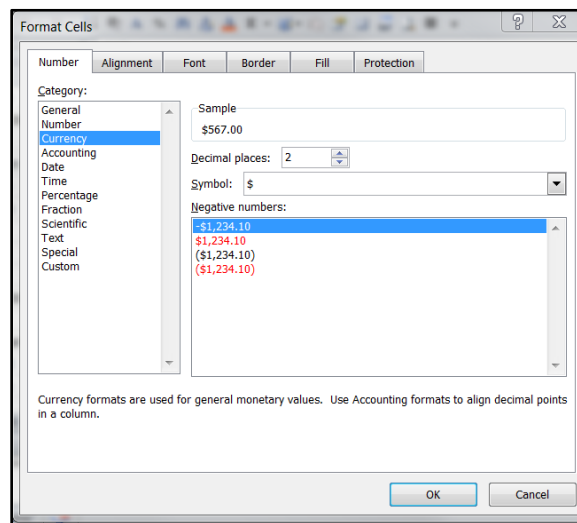 Format Cells
Number Alignment Font Border Fill Protection
Category:
General
Number
Currency
Accounting
Date
Time
Percentage
Fraction
Scientific
Text
Special
Custom
Sample
$567.00
Decimal places: 2
Symbol: $
Negative numbers:
-$1,234.10
$1,234.10
($1,234.10)
($1,234.10)
Currency formats are used for general monetary values. Use Accounting formats to align decimal points
in a column.
OK Cancel